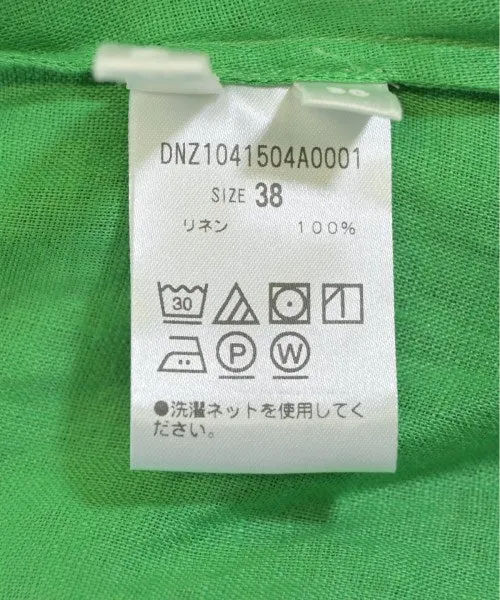 DNZ1041504A0001
SIZE 38
リネン 100%
30
P W
●洗濯ネットを使用してく
ださい。